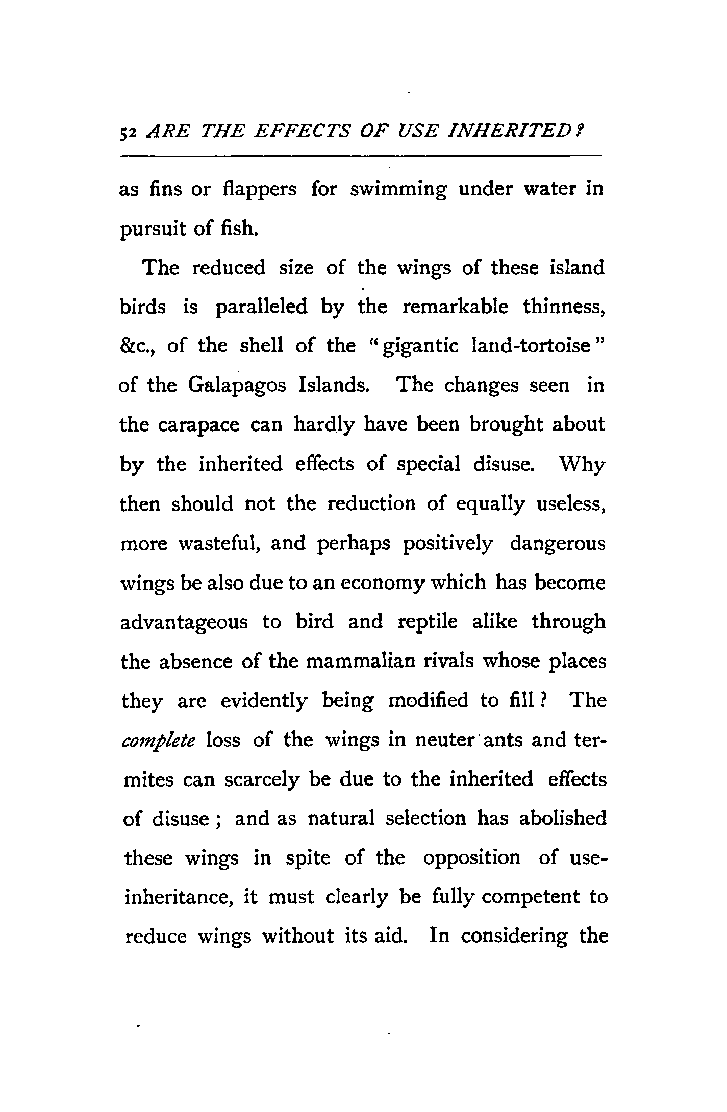 52 ARE THE EFFECTS OF USE INHERITED?
as fins or flappers for swimming under water in
pursuit of fish.
The reduced size of the wings of these island
birds is paralleled by the remarkable thinness,
&c., of the shell of the "gigantic land-tortoise"
of the Galapagos Islands. The changes seen in
the carapace can hardly have been brought about
by the inherited effects of special disuse. Why
then should not the reduction of equally useless,
more wasteful, and perhaps positively dangerous
wings be also due to an economy which has become
advantageous to bird and reptile alike through
the absence of the mammalian rivals whose places
they are evidently being modified to fill? The
complete loss of the wings in neuter ants and ter-
mites can scarcely be due to the inherited effects
of disuse; and as natural selection has abolished
these wings in spite of the opposition of use-
inheritance, it must clearly be fully competent to
reduce wings without its aid. In considering the